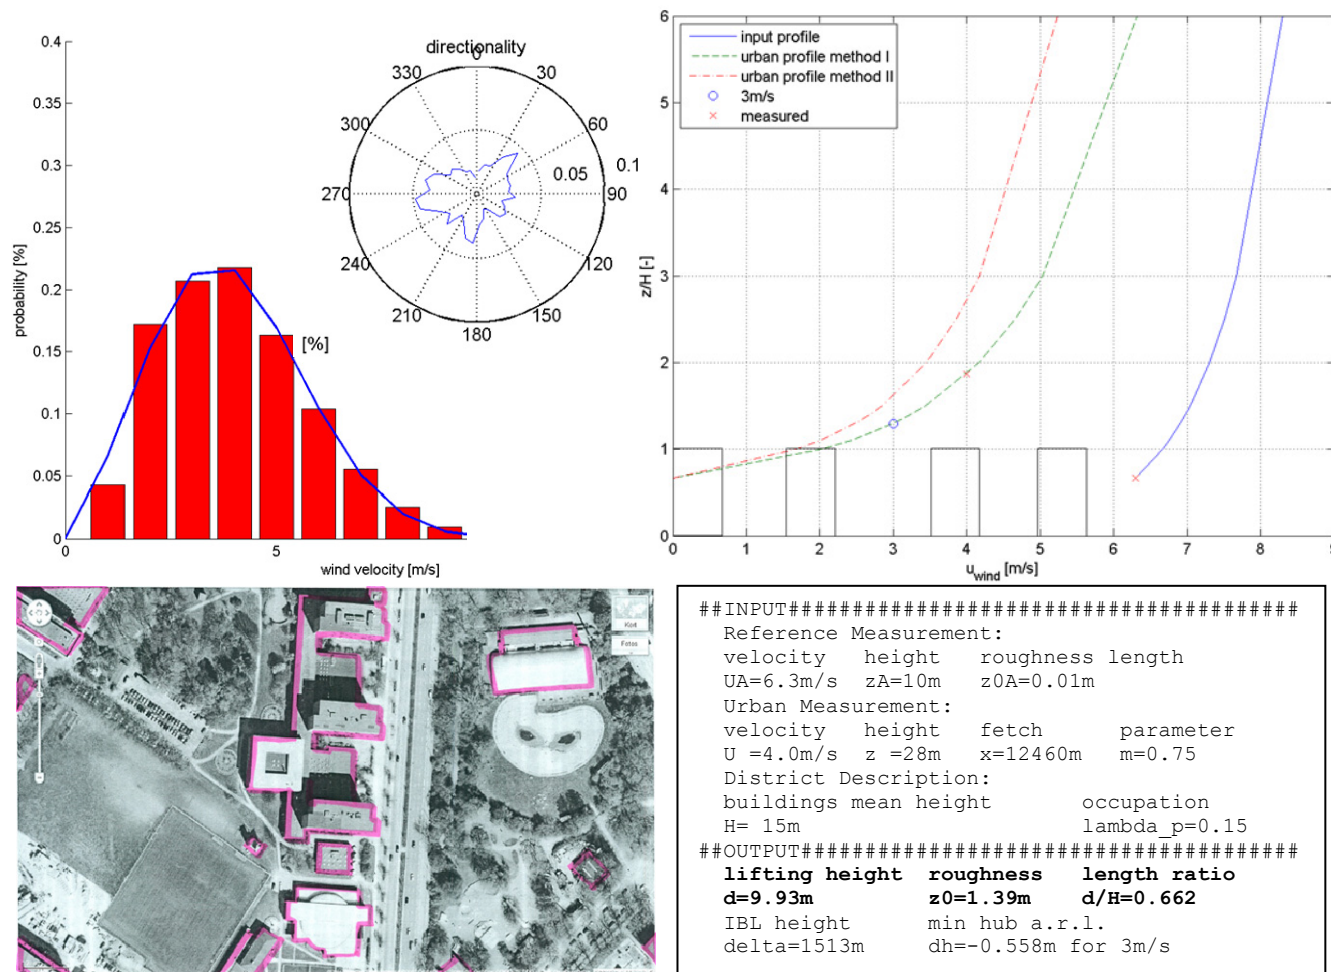 0.4
0.35
0.3
0.25
0.2
0.15
0.1
0.05
0
0
5
probability [%]
wind velocity [m/s]
[%]
directionality
0
30
60
90
120
150
180
210
240
270
300
330
0.05
0.1
input profile
urban profile method I
urban profile method II
3m/s
measured
6
5
4
3
2
1
0
z/H [-]
0 1 2 3 4 5 6 7 8 9
u_wind [m/s]
Kort
Fotos
##INPUT########################################
Reference Measurement:
velocity height roughness length
UA=6.3m/s zA=10m z0A=0.01m
Urban Measurement:
velocity height fetch parameter
U =4.0m/s z =28m x=12460m m=0.75
District Description:
buildings mean height occupation
H= 15m lambda_p=0.15
##OUTPUT#######################################
lifting height roughness length ratio
d=9.93m z0=1.39m d/H=0.662
IBL height min hub a.r.l.
delta=1513m dh=-0.558m for 3m/s